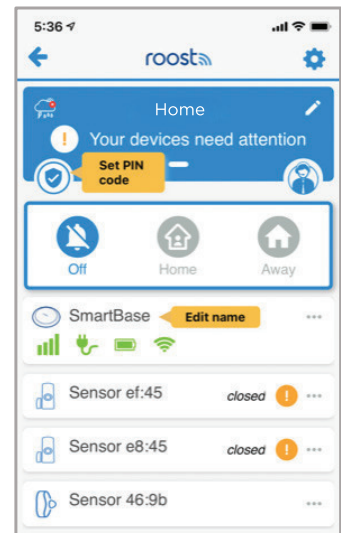 5:36
roost
Home
! Your devices need attention
Set PIN
code
Off Home Away
SmartBase Edit name ...
Sensor ef:45 closed ! ...
Sensor e8:45 closed ! ...
Sensor 46:9b ...